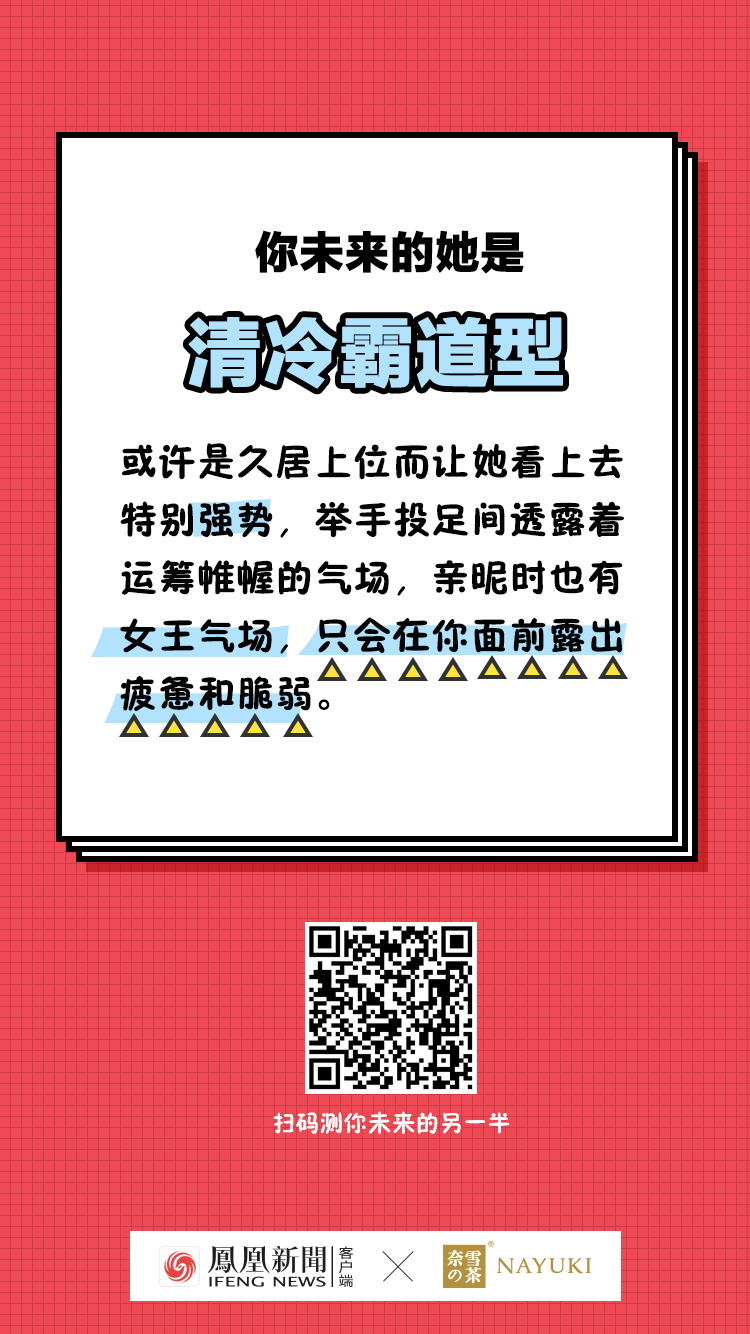 你未来的她是
清冷霸道型
或许是久居上位而让她看上去
特别强势，举手投足间透露着
运筹帷幄的气场，亲昵时也有
女王气场，只会在你面前露出
疲惫和脆弱。
扫码测你未来的另一半
鳳凰新聞
IFENG NEWS
客户端
奈雪の茶®
NAYUKI